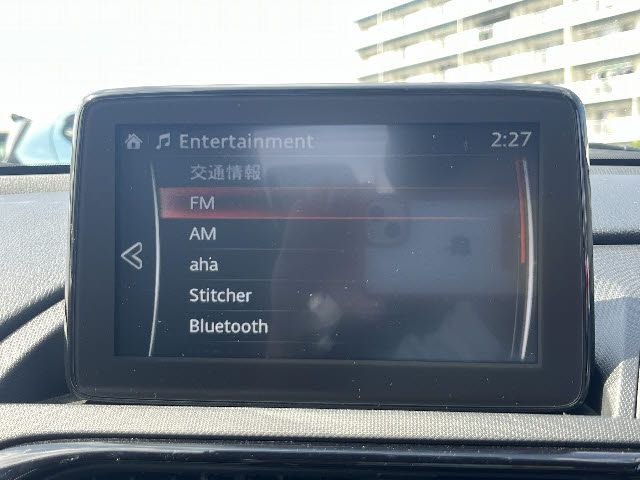 Entertainment 2:27
交通情報
FM
AM
aha
Stitcher
Bluetooth